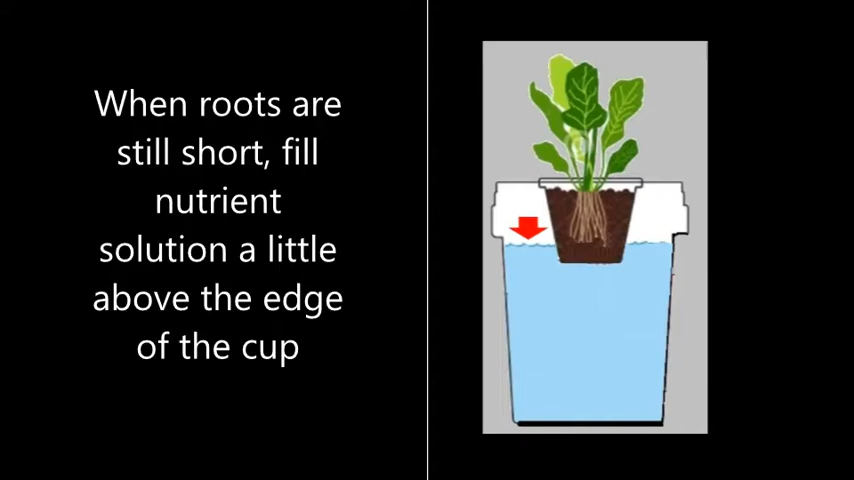 When roots are
still short, fill
nutrient
solution a little
above the edge
of the cup